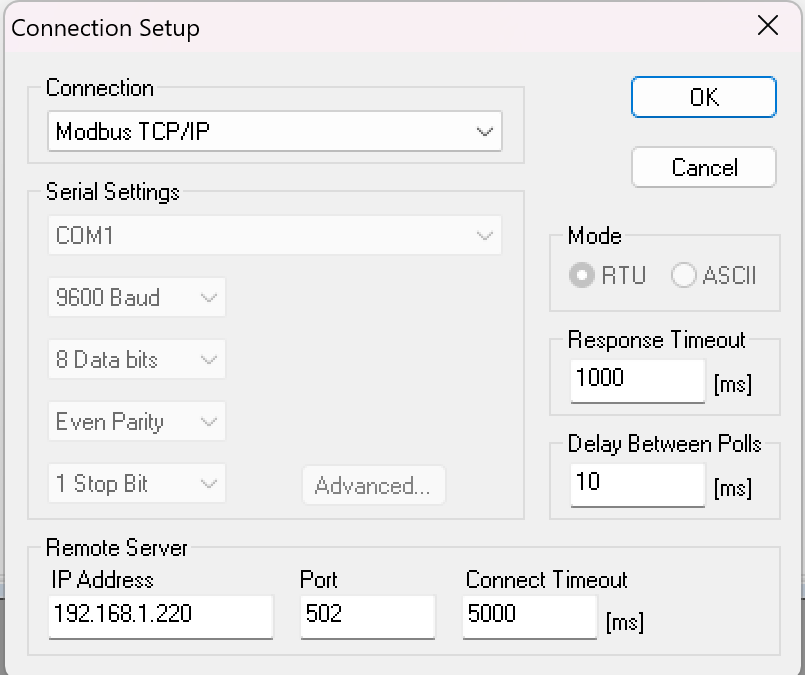 Connection Setup
Connection
Modbus TCP/IP
OK
Cancel
Serial Settings
COM1
9600 Baud
8 Data bits
Even Parity
1 Stop Bit
Advanced...
Mode
RTU
ASCII
Response Timeout
1000
[ms]
Delay Between Polls
10
[ms]
Remote Server
IP Address
Port
Connect Timeout
192.168.1.220
502
5000
[ms]